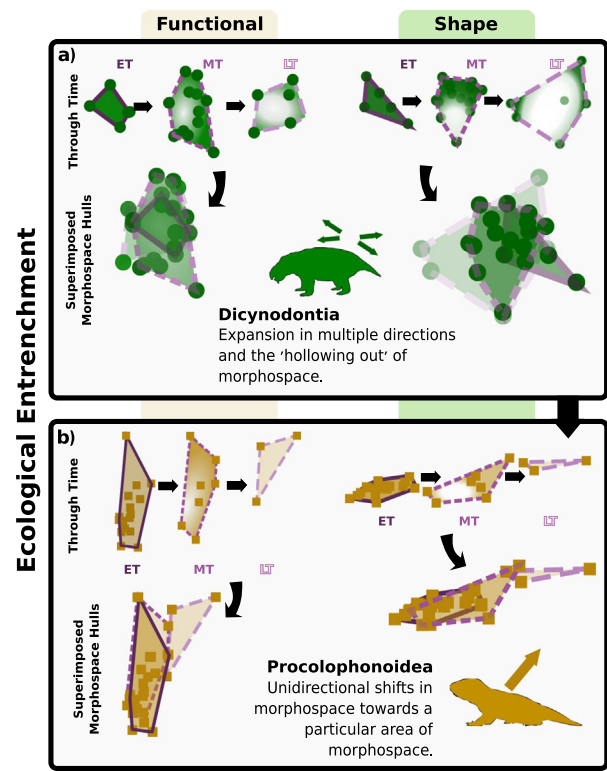 Functional
Shape
a)
ET
MT
LT
ET
MT
LT
Through Time
Superimposed
Morphospace Hulls
Dicynodontia
Expansion in multiple directions
and the ‘hollowing out’ of
morphospace.
Ecological Entrenchment
b)
Through Time
ET
MT
LT
ET
MT
LT
Superimposed
Morphospace Hulls
Procolophonoidea
Unidirectional shifts in
morphospace towards a
particular area of
morphospace.